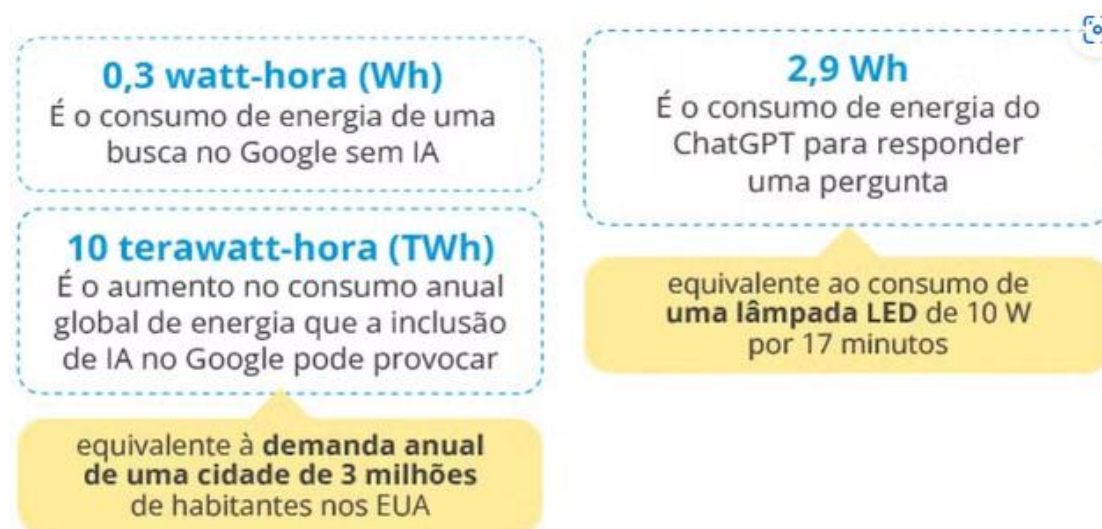 0,3 watt-hora (Wh)
É o consumo de energia de uma
busca no Google sem IA
10 terawatt-hora (TWh)
É o aumento no consumo anual
global de energia que a inclusão
de IA no Google pode provocar
equivalente à demanda anual
de uma cidade de 3 milhões
de habitantes nos EUA
2,9 Wh
É o consumo de energia do
ChatGPT para responder
uma pergunta
equivalente ao consumo de
uma lâmpada LED de 10 W
por 17 minutos